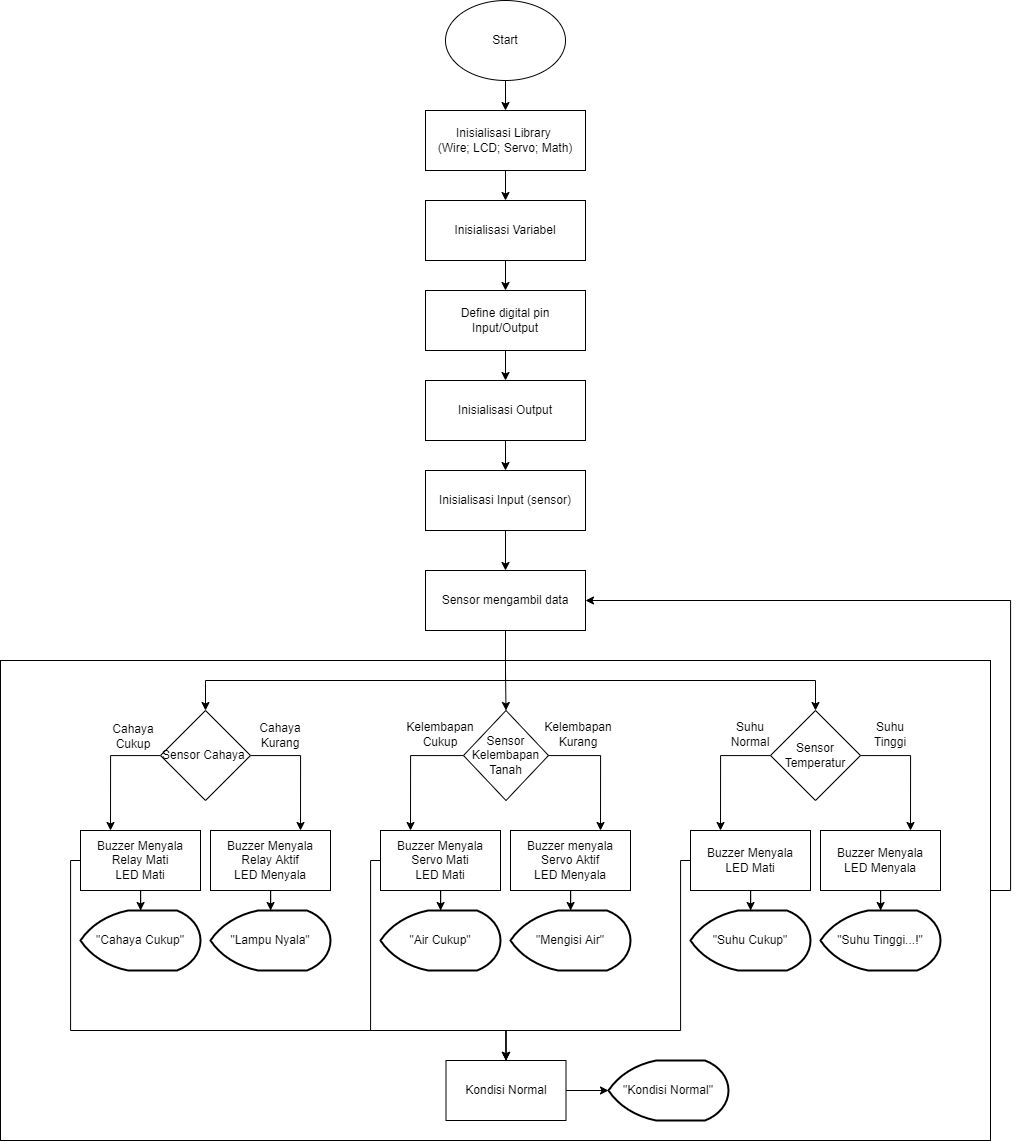 Start
Inisialisasi Library
(Wire; LCD; Servo; Math)
Inisialisasi Variabel
Define digital pin
Input/Output
Inisialisasi Output
Inisialisasi Input (sensor)
Sensor mengambil data
Cahaya
Cukup
Sensor Cahaya
Cahaya
Kurang
Kelembapan
Cukup
Sensor
Kelembapan
Tanah
Kelembapan
Kurang
Suhu
Normal
Sensor
Temperatur
Suhu
Tinggi
Buzzer Menyala
Relay Mati
LED Mati
Buzzer Menyala
Relay Aktif
LED Menyala
Buzzer Menyala
Servo Mati
LED Mati
Buzzer menyala
Servo Aktif
LED Menyala
Buzzer Menyala
LED Mati
Buzzer Menyala
LED Menyala
"Cahaya Cukup"
"Lampu Nyala"
"Air Cukup"
"Mengisi Air"
"Suhu Cukup"
"Suhu Tinggi...!"
Kondisi Normal
"Kondisi Normal"